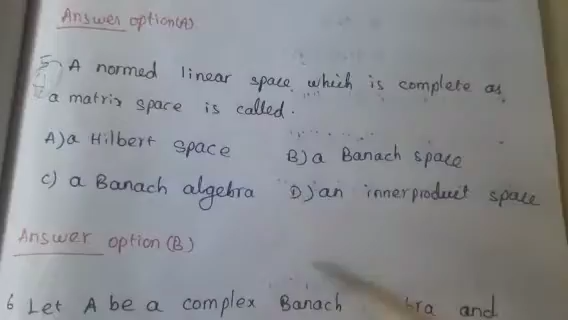 Answer option(A)
5) A normed linear space which is complete as
a matrix space is called.
A) a Hilbert space B) a Banach space
C) a Banach algebra D) an innerproduct space
Answer option (B)
6 Let A be a complex Banach and